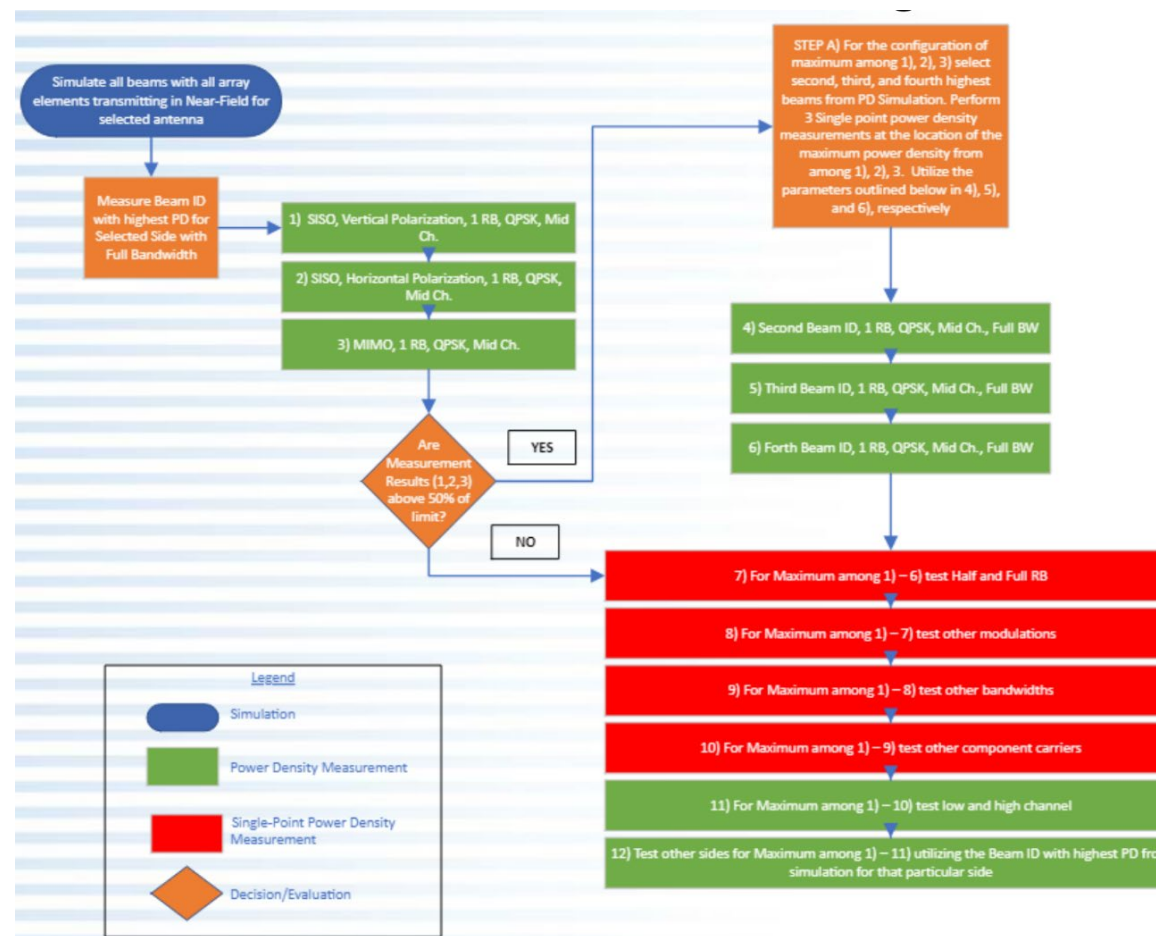 Simulate all beams with all array
elements transmitting in Near-Field for
selected antenna
Measure Beam ID
with highest PD for
Selected Side with
Full Bandwidth
1) SISO, Vertical Polarization, 1 RB, QPSK, Mid
Ch.
2) SISO, Horizontal Polarization, 1 RB, QPSK,
Mid Ch.
3) MIMO, 1 RB, QPSK, Mid Ch.
Are
Measurement
Results (1,2,3)
above 50% of
limit?
YES
NO
STEP A) For the configuration of
maximum among 1), 2), 3) select
second, third, and fourth highest
beams from PD Simulation. Perform
3 Single point power density
measurements at the location of the
maximum power density from
among 1), 2), 3. Utilize the
parameters outlined below in 4), 5),
and 6), respectively
4) Second Beam ID, 1 RB, QPSK, Mid Ch., Full BW
5) Third Beam ID, 1 RB, QPSK, Mid Ch., Full BW
6) Forth Beam ID, 1 RB, QPSK, Mid Ch., Full BW
7) For Maximum among 1) – 6) test Half and Full RB
8) For Maximum among 1) – 7) test other modulations
9) For Maximum among 1) – 8) test other bandwidths
10) For Maximum among 1) – 9) test other component carriers
11) For Maximum among 1) – 10) test low and high channel
12) Test other sides for Maximum among 1) – 11) utilizing the Beam ID with highest PD fro
simulation for that particular side
Legend
Simulation
Power Density Measurement
Single-Point Power Density
Measurement
Decision/Evaluation